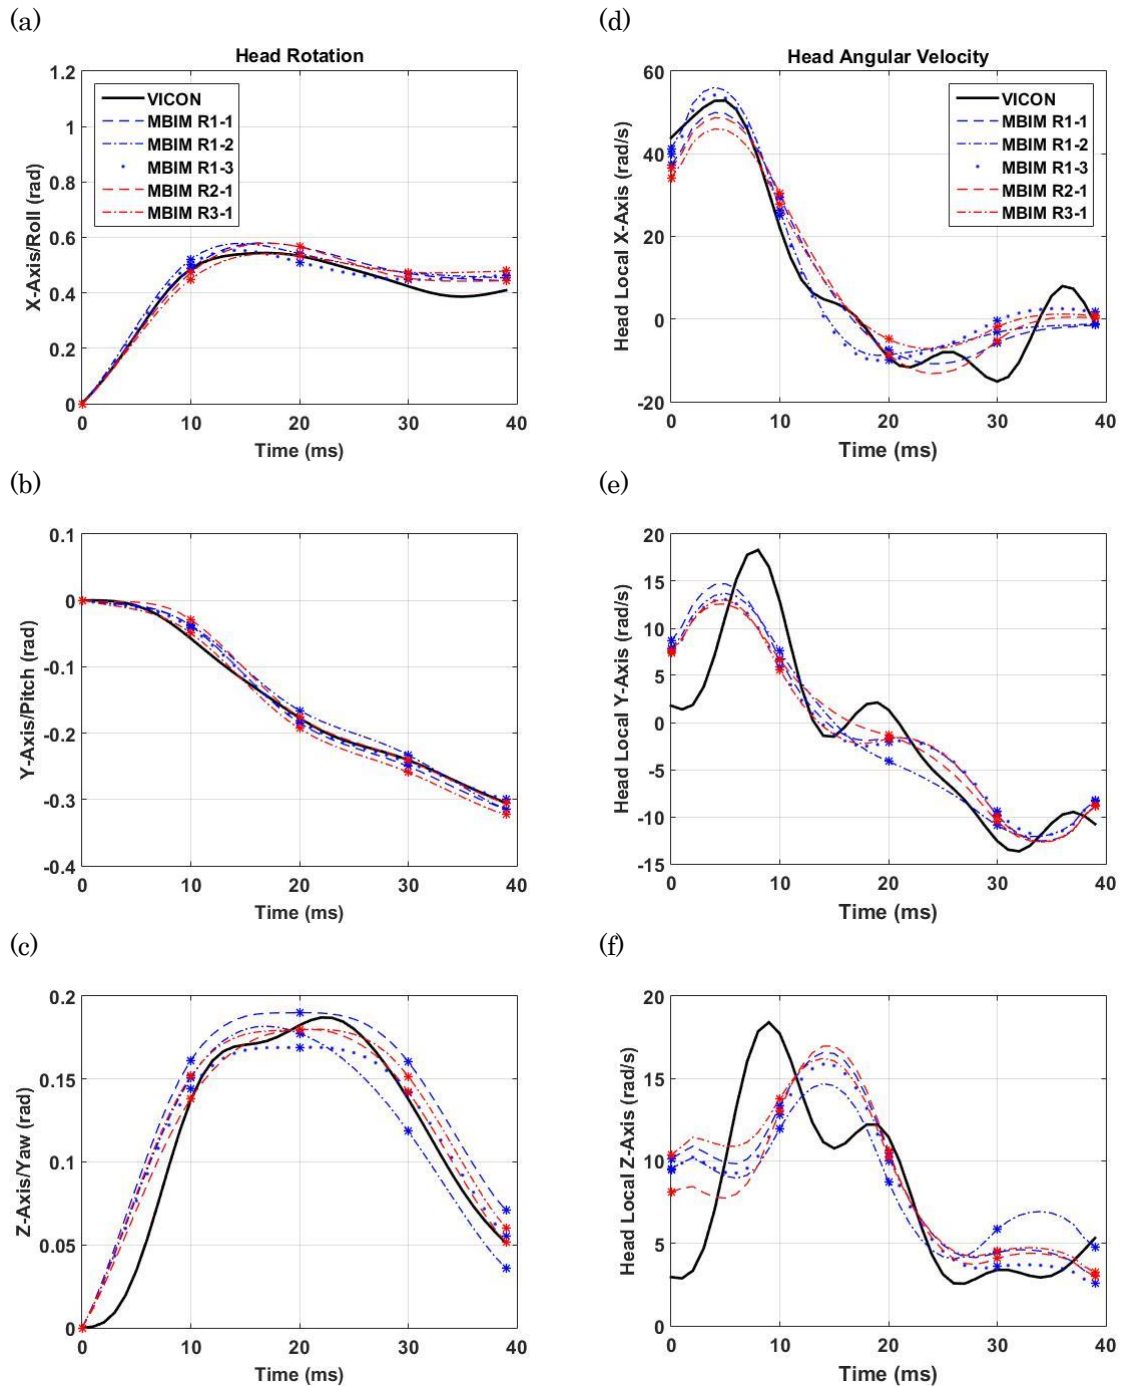 (a)
Head Rotation
1.2
1
0.8
0.6
0.4
0.2
0
X-Axis/Roll (rad)
VICON
MBIM R1-1
MBIM R1-2
MBIM R1-3
MBIM R2-1
MBIM R3-1
0 10 20 30 40
Time (ms)
(d)
Head Angular Velocity
60
40
20
0
-20
Head Local X-Axis (rad/s)
VICON
MBIM R1-1
MBIM R1-2
MBIM R1-3
MBIM R2-1
MBIM R3-1
0 10 20 30 40
Time (ms)
(b)
0.1
0
-0.1
-0.2
-0.3
-0.4
Y-Axis/Pitch (rad)
0 10 20 30 40
Time (ms)
(e)
20
15
10
5
0
-5
-10
-15
Head Local Y-Axis (rad/s)
0 10 20 30 40
Time (ms)
(c)
0.2
0.15
0.1
0.05
0
Z-Axis/Yaw (rad)
0 10 20 30 40
Time (ms)
(f)
20
15
10
5
0
Head Local Z-Axis (rad/s)
0 10 20 30 40
Time (ms)